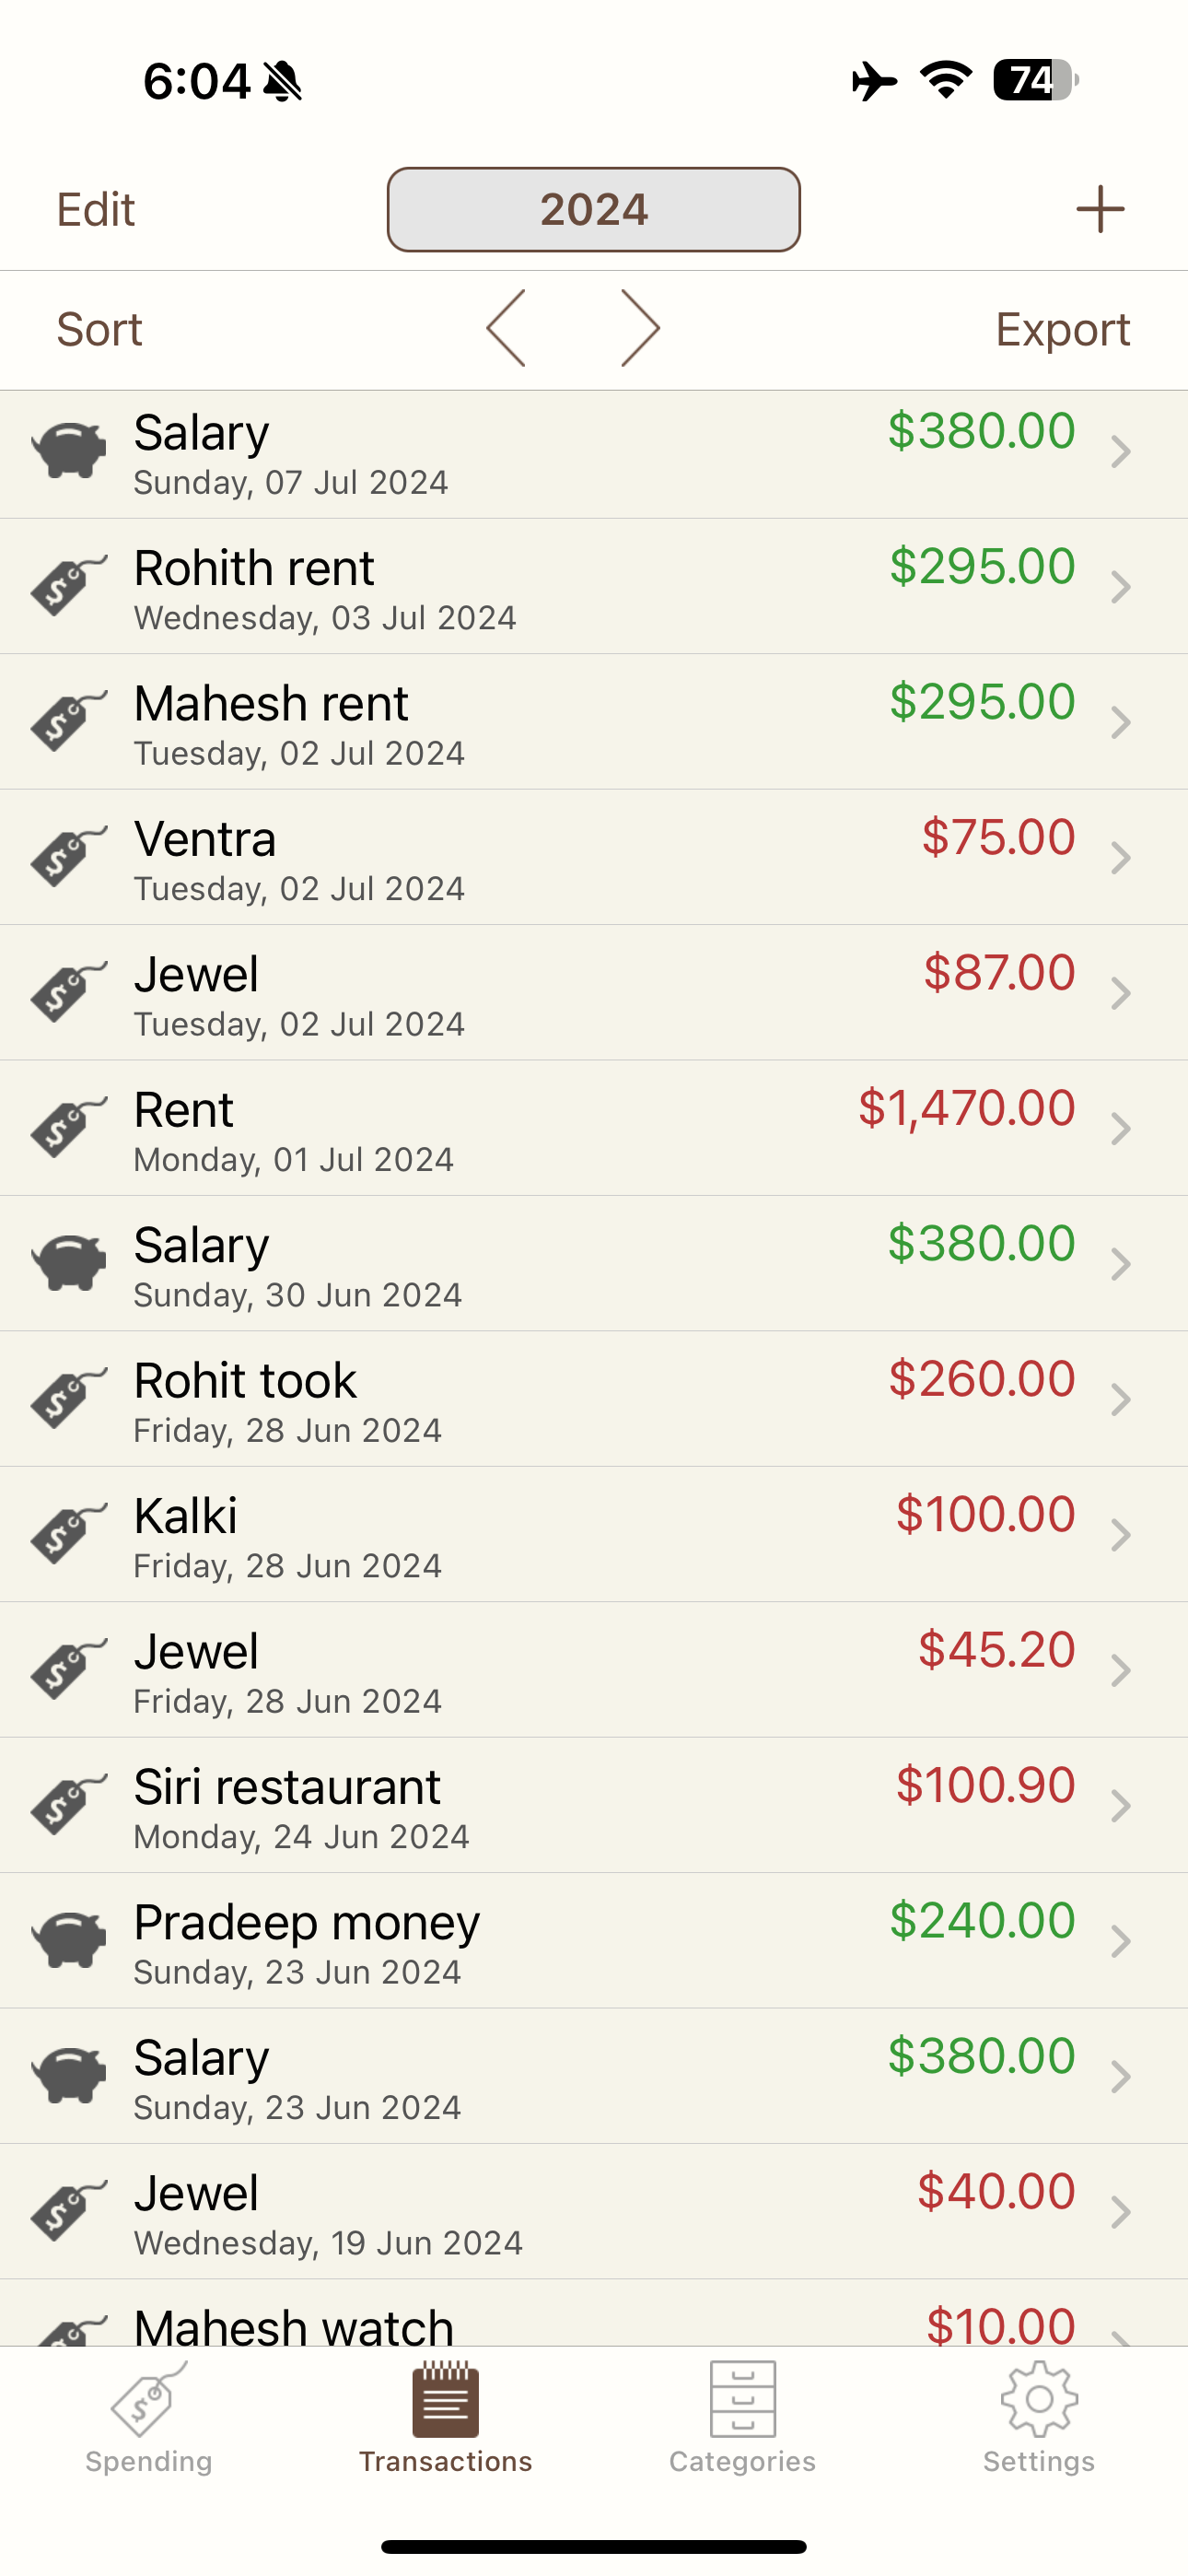 6:04
74
Edit
2024
Sort
Export
Salary
$380.00
Sunday, 07 Jul 2024
Rohith rent
$295.00
Wednesday, 03 Jul 2024
Mahesh rent
$295.00
Tuesday, 02 Jul 2024
Ventra
$75.00
Tuesday, 02 Jul 2024
Jewel
$87.00
Tuesday, 02 Jul 2024
Rent
$1,470.00
Monday, 01 Jul 2024
Salary
$380.00
Sunday, 30 Jun 2024
Rohit took
$260.00
Friday, 28 Jun 2024
Kalki
$100.00
Friday, 28 Jun 2024
Jewel
$45.20
Friday, 28 Jun 2024
Siri restaurant
$100.90
Monday, 24 Jun 2024
Pradeep money
$240.00
Sunday, 23 Jun 2024
Salary
$380.00
Sunday, 23 Jun 2024
Jewel
$40.00
Wednesday, 19 Jun 2024
Mahesh watch
$10.00
Spending
Transactions
Categories
Settings